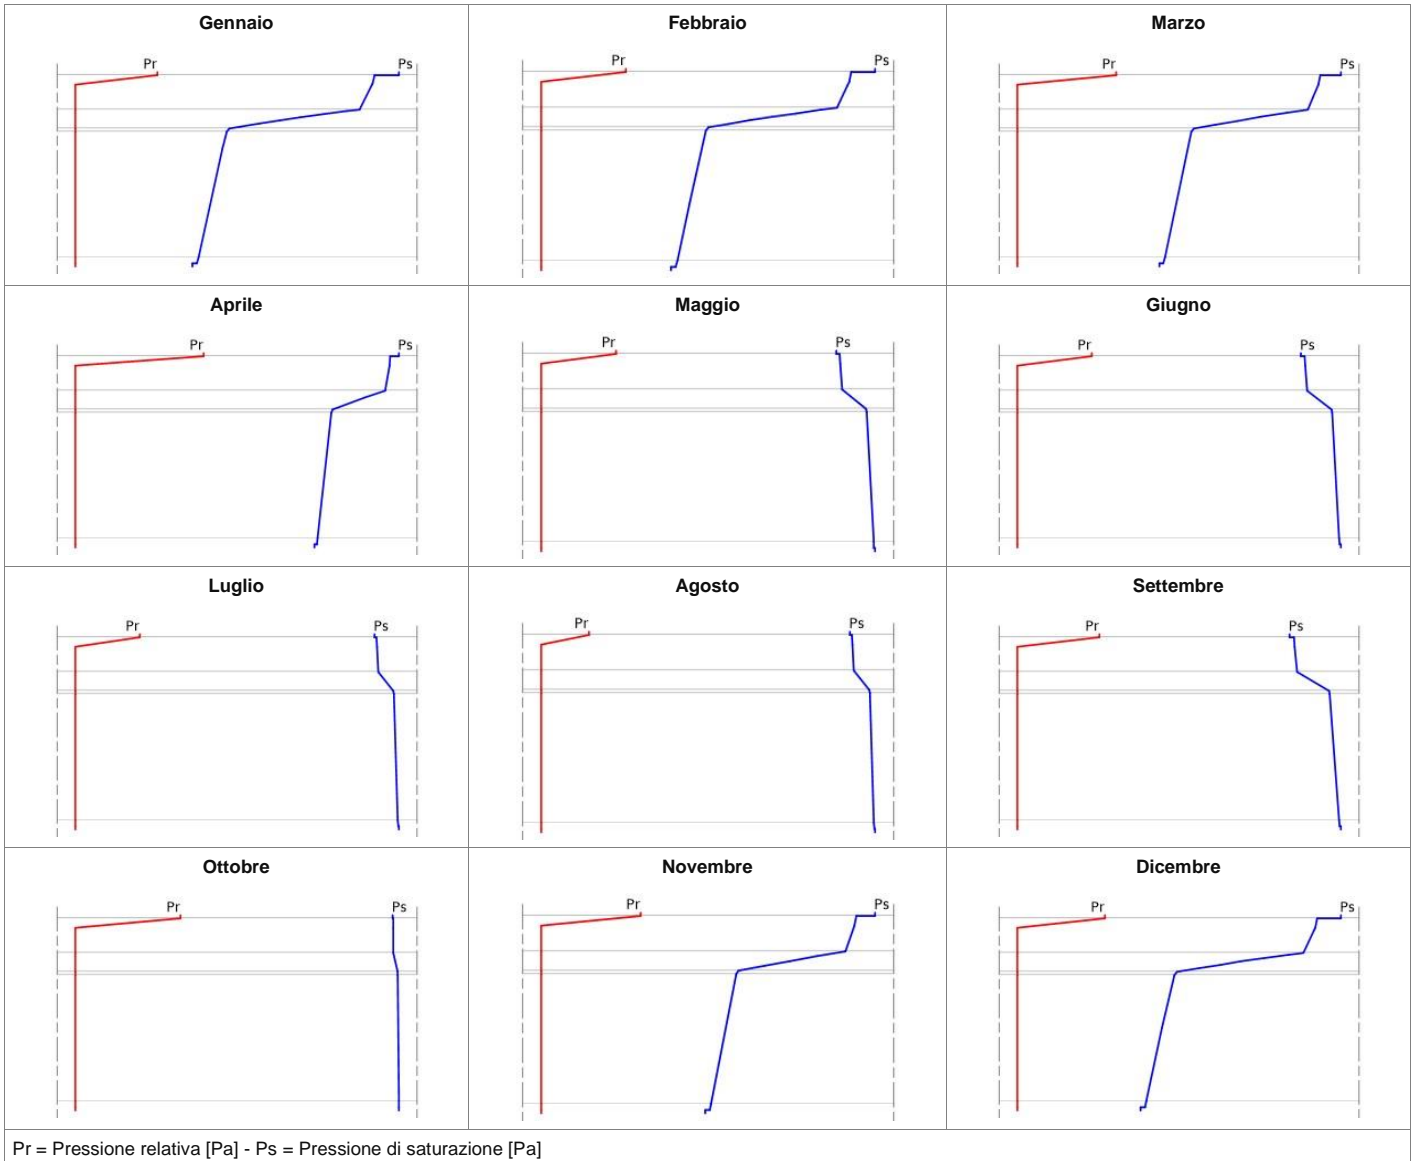 Gennaio
Febbraio
Marzo
Pr
Ps
Pr
Ps
Pr
Ps
Aprile
Maggio
Giugno
Pr
Ps
Pr
Ps
Pr
Ps
Luglio
Agosto
Settembre
Pr
Ps
Pr
Ps
Pr
Ps
Ottobre
Novembre
Dicembre
Pr
Ps
Pr
Ps
Pr
Ps
Pr = Pressione relativa [Pa] - Ps = Pressione di saturazione [Pa]